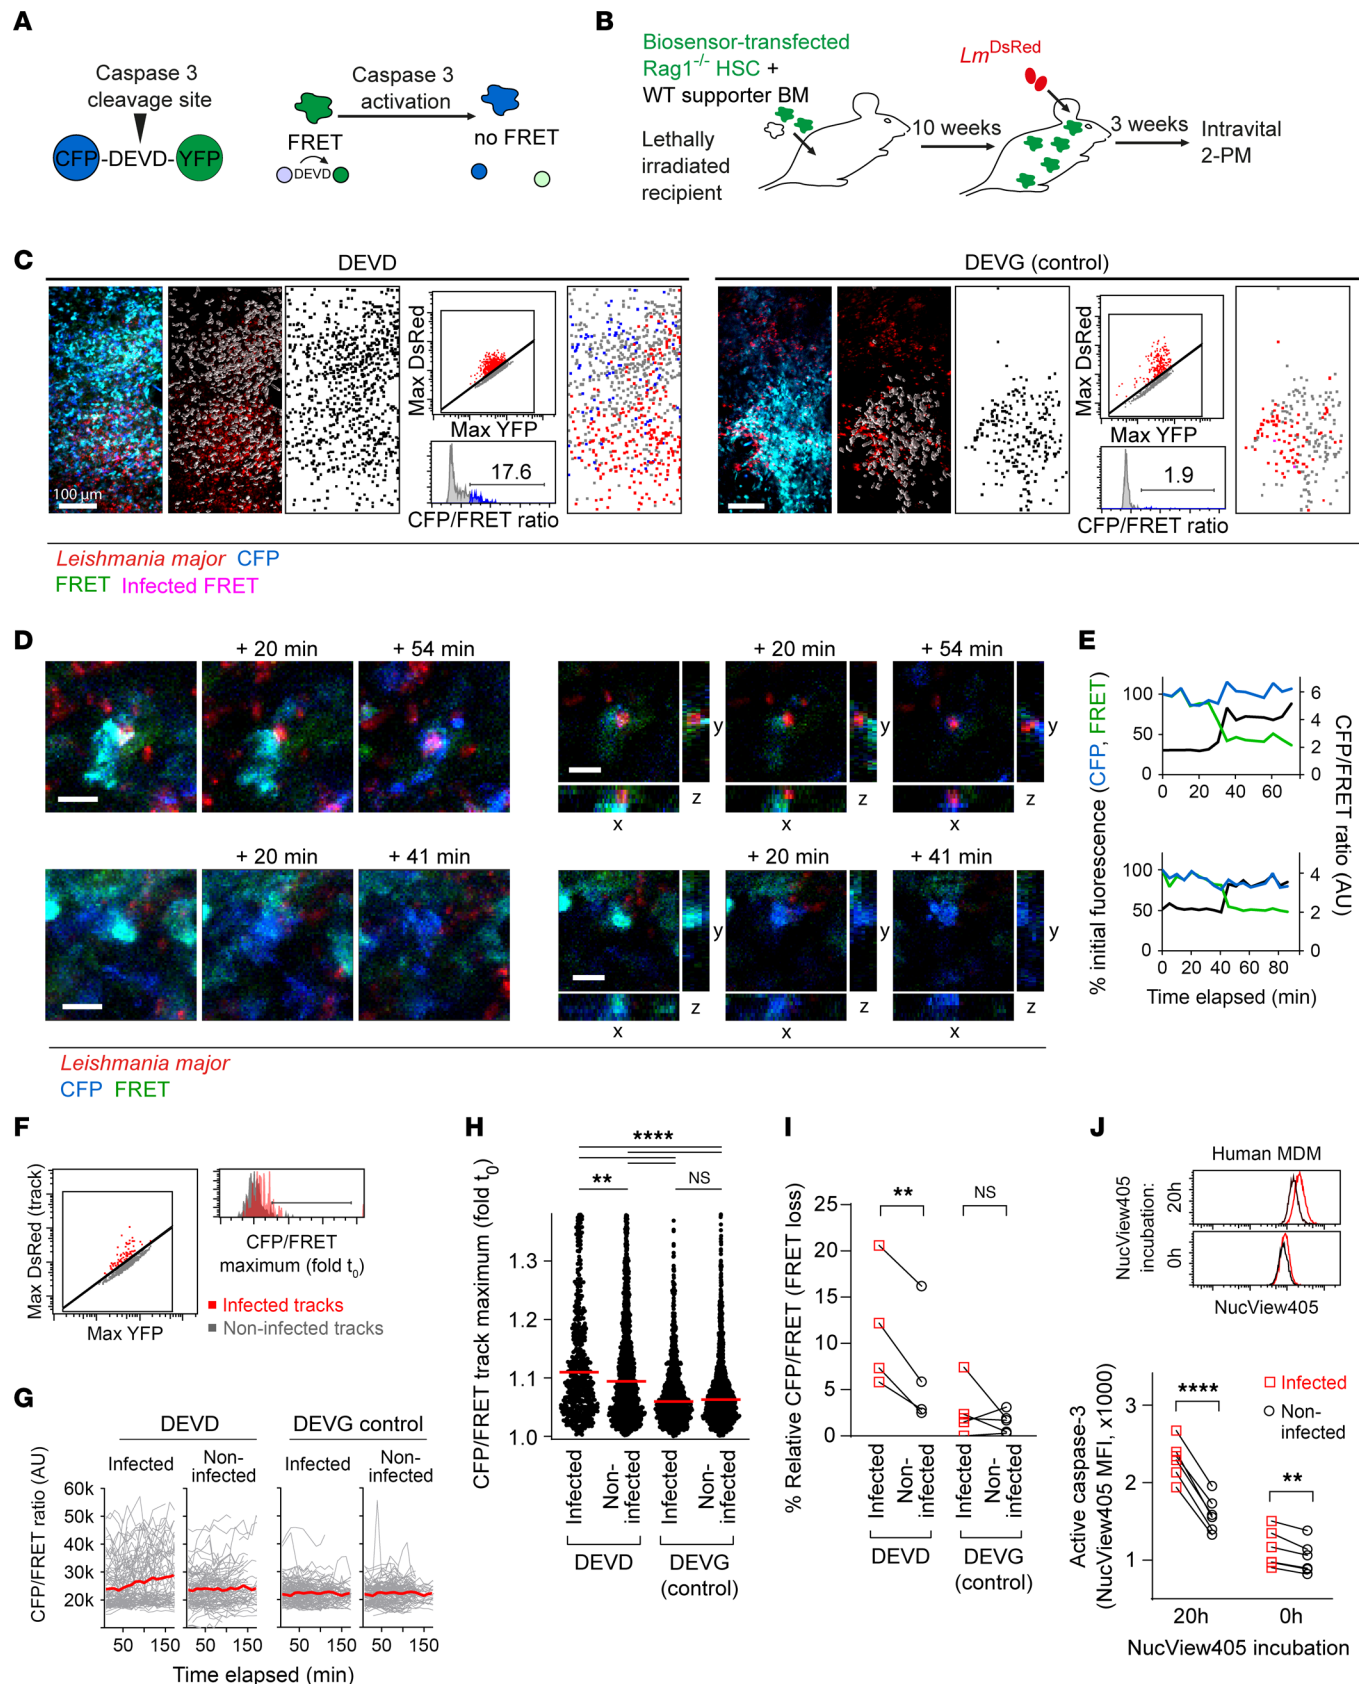 A
Caspase 3
cleavage site
CFP
-DEVD-
YFP
Caspase 3
activation
FRET
DEVD
no FRET
B
Biosensor-transfected
Rag1-/- HSC +
WT supporter BM
Lethally
irradiated
recipient
10 weeks
LmDsRed
3 weeks
Intravital
2-PM
C
DEVD
100 µm
Max DsRed
Max YFP
17.6
CFP/FRET ratio
DEVG (control)
Max DsRed
Max YFP
1.9
CFP/FRET ratio
Leishmania major CFP
FRET Infected FRET
D
+ 20 min
+ 54 min
+ 20 min
+ 54 min
y
y
z
z
z
x
x
x
+ 20 min
+ 41 min
+ 20 min
+ 41 min
y
y
y
z
z
z
x
x
x
Leishmania major
CFP FRET
E
% initial fluorescence (CFP, FRET)
100
50
0
6
4
2
0
20 40 60
100
50
0
4
2
0
0 20 40 60 80
Time elapsed (min)
CFP/FRET ratio (AU)
F
Max DsRed (track)
Max YFP
CFP/FRET
maximum (fold t0)
Infected tracks
Non-infected tracks
G
DEVD
DEVG control
Infected
Non-
infected
Infected
Non-
infected
CFP/FRET ratio (AU)
60k
50k
40k
30k
20k
50 150
50 150
50 150
50 150
Time elapsed (min)
H
CFP/FRET track maximum (fold t0)
****
**
NS
1.3
1.2
1.1
1.0
Infected
Non-
infected
Infected
Non-
infected
DEVD
DEVG
(control)
I
% Relative CFP/FRET (FRET loss)
25
20
15
10
5
0
**
NS
Infected
Non-
infected
Infected
Non-
infected
DEVD
DEVG
(control)
J
Human MDM
NucView405
incubation:
20h
0h
NucView405
Active caspase-3
(NucView405 MFI, x1000)
3
2
1
****
**
Infected
Non-
infected
20h
0h
NucView405 incubation